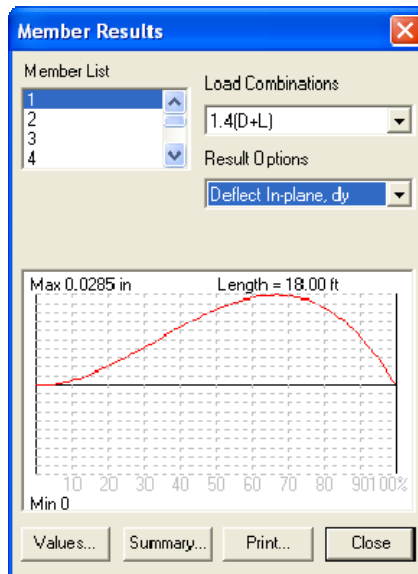 Member Results
Member List
1
2
3
4
Load Combinations
1.4(D+L)
Result Options
Deflect In-plane, dy
Max 0.0285 in Length = 18.00 ft
10 20 30 40 50 60 70 80 90100%
Min 0
Values... Summary... Print... Close